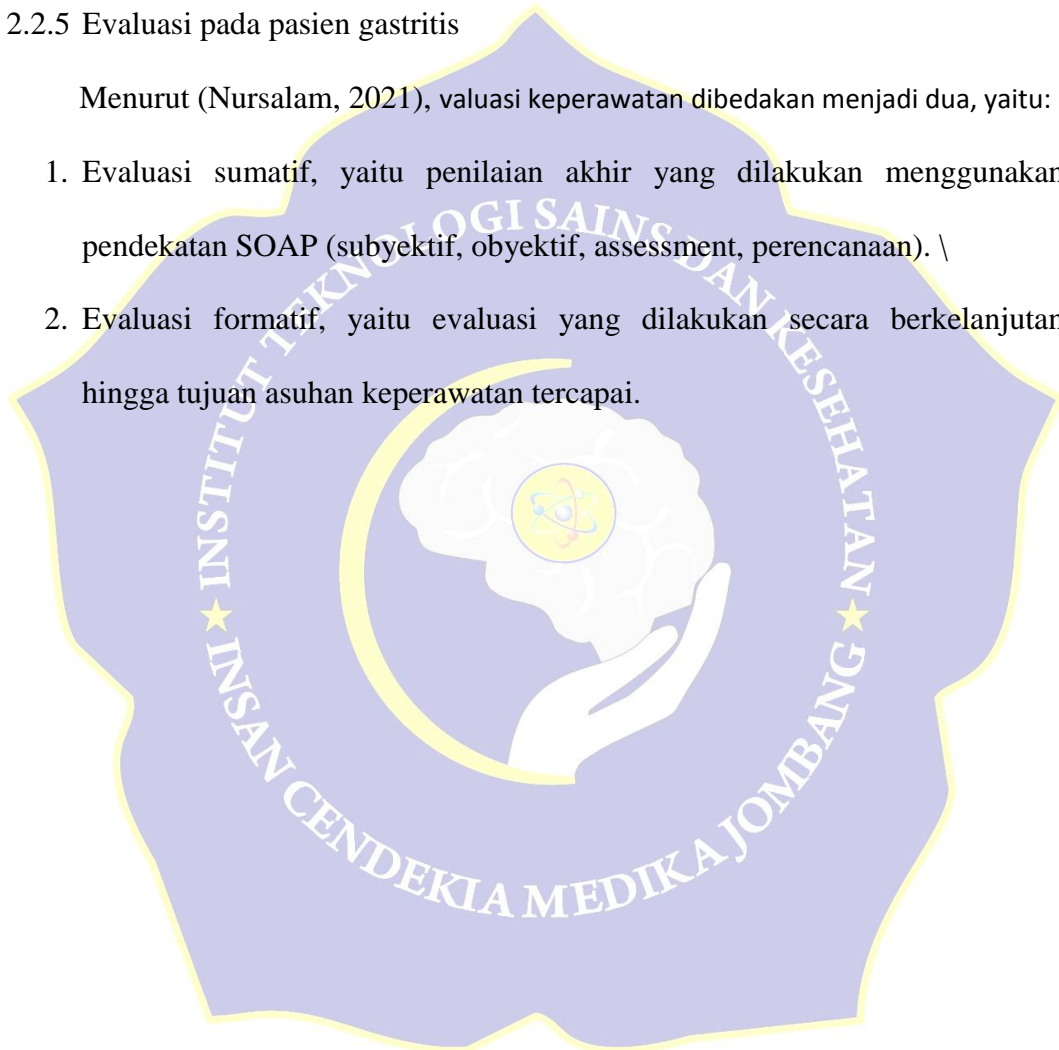 2.2.5 Evaluasi pada pasien gastritis
Menurut (Nursalam, 2021), valuasi keperawatan dibedakan menjadi dua, yaitu:
1. Evaluasi sumatif, yaitu penilaian akhir yang dilakukan menggunakan
pendekatan SOAP (subyektif, obyektif, assessment, perencanaan). \
2. Evaluasi formatif, yaitu evaluasi yang dilakukan secara berkelanjutan
hingga tujuan asuhan keperawatan tercapai.
INSTITUT TEKNOLOGI SAINS DAN KESEHATAN
INSAN CENDEKIA MEDIKA JOMBANG